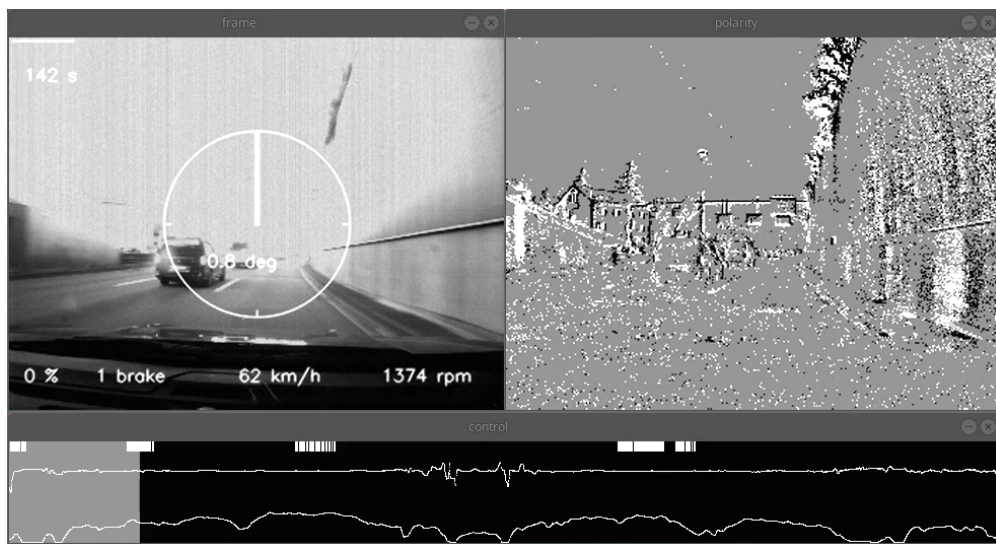 frame
polarity
142 s
0.8 deg
0 % 1 brake 62 km/h 1374 rpm
control